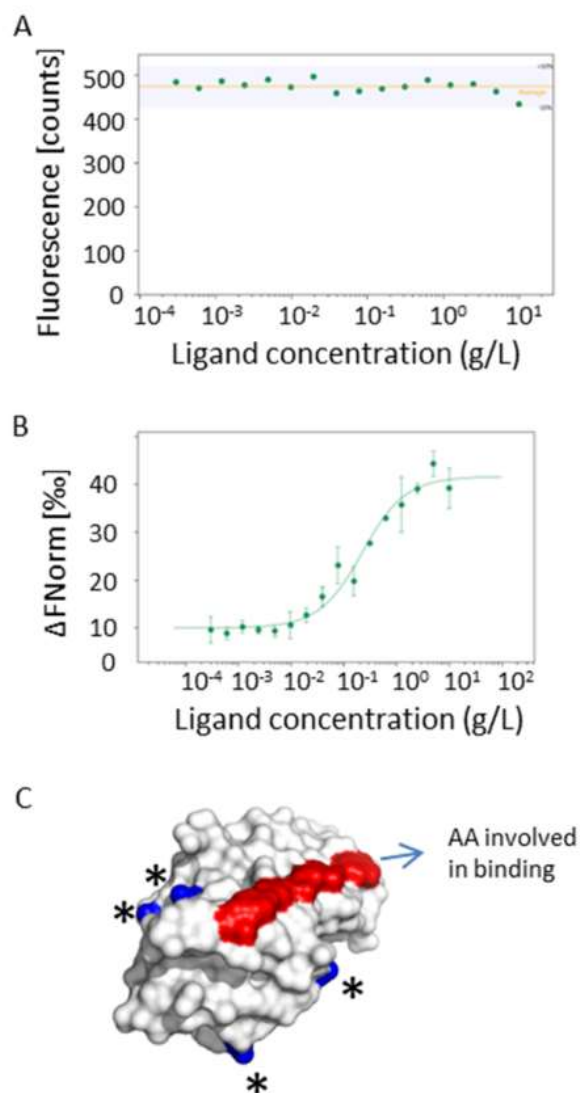 A
Fluorescence [counts]
500
400
300
200
100
0
10⁻⁴ 10⁻³ 10⁻² 10⁻¹ 10⁰ 10¹
Ligand concentration (g/L)
B
ΔFNorm [‰]
40
30
20
10
0
10⁻⁴ 10⁻³ 10⁻² 10⁻¹ 10⁰ 10²
Ligand concentration (g/L)
C
AA involved
in binding
*
*
*
*